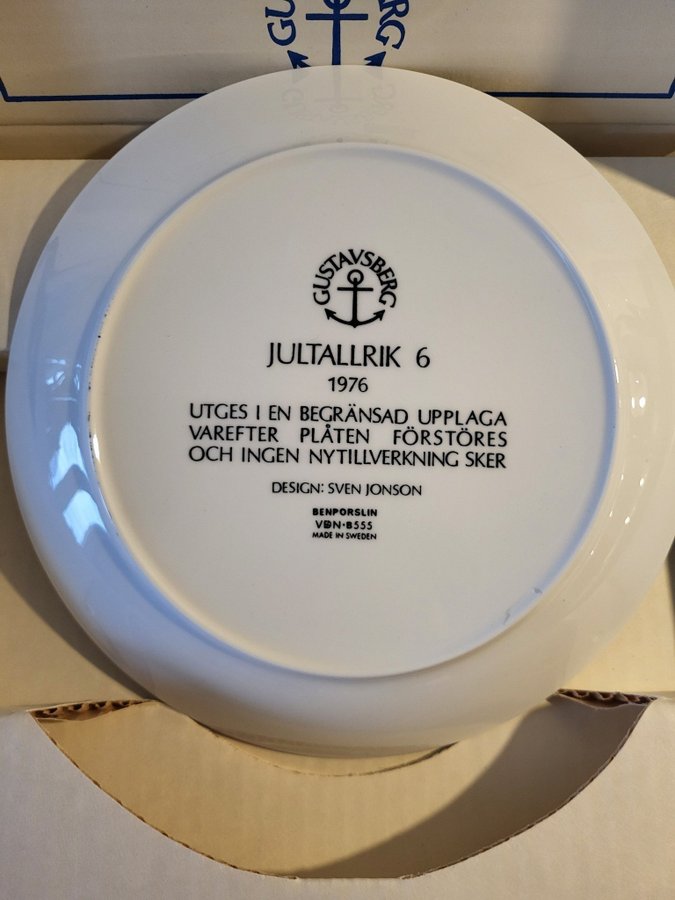 GUSTAVSBERG
JULTALLRIK 6
1976
UTGES I EN BEGRÄNSAD UPPLAGA
VAREFTER PLÅTEN FÖRSTÖRES
OCH INGEN NYTILLVERKNING SKER
DESIGN: SVEN JONSON
BENPORSLIN
VDN·B555
MADE IN SWEDEN